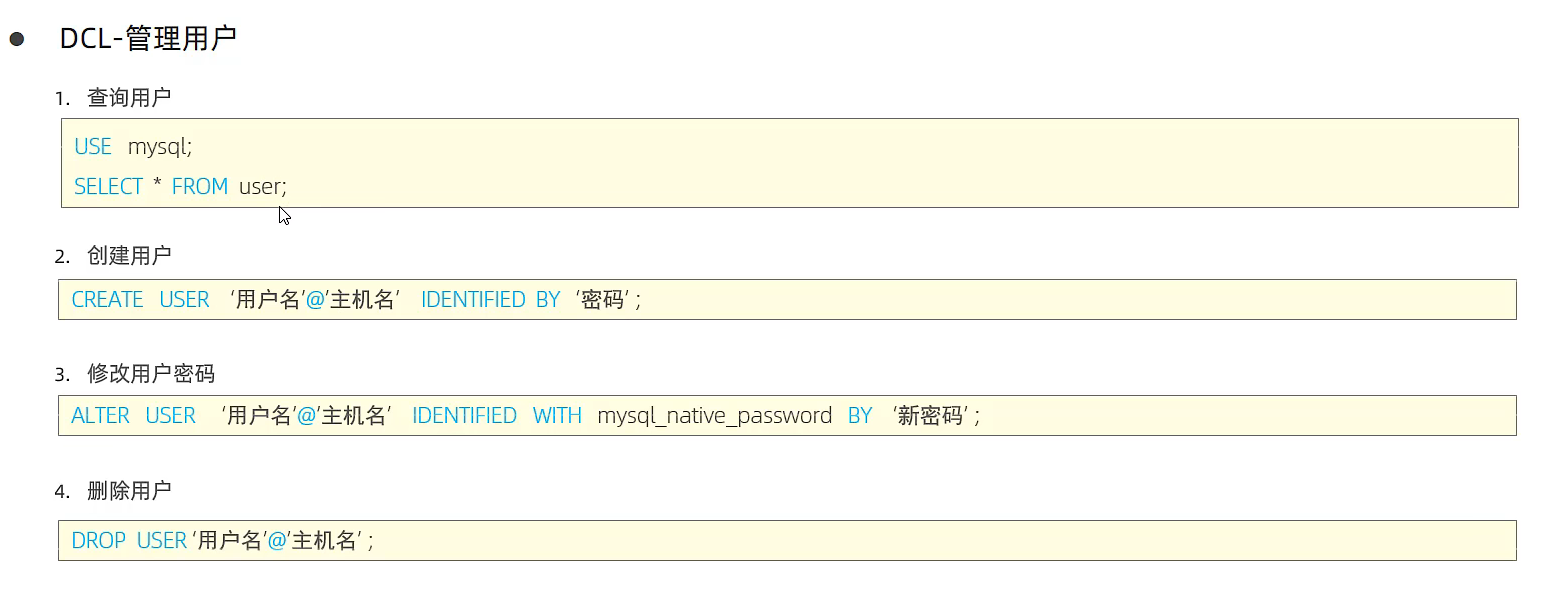 DCL-管理用户
1. 查询用户
USE mysql;
SELECT * FROM user;
2. 创建用户
CREATE USER ‘用户名’@’主机名’ IDENTIFIED BY ‘密码’ ;
3. 修改用户密码
ALTER USER ‘用户名’@’主机名’ IDENTIFIED WITH mysql_native_password BY ‘新密码’ ;
4. 删除用户
DROP USER ‘用户名’@’主机名’ ;